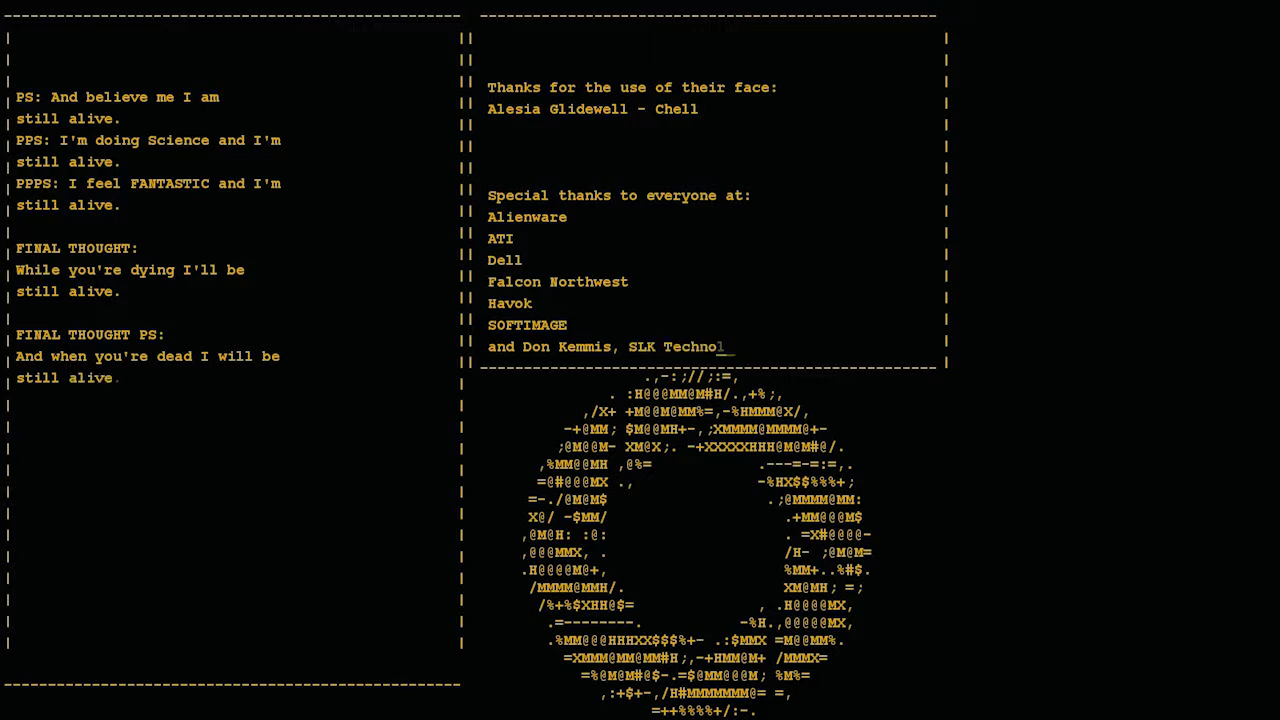 PS: And believe me I am
still alive.
PPS: I'm doing Science and I'm
still alive.
PPPS: I feel FANTASTIC and I'm
still alive.
FINAL THOUGHT:
While you're dying I'll be
still alive.
FINAL THOUGHT PS:
And when you're dead I will be
still alive.
Thanks for the use of their face:
Alesia Glidewell - Chell
Special thanks to everyone at:
Alienware
ATI
Dell
Falcon Northwest
Havok
SOFTIMAGE
and Don Kemmis, SLK Technol_